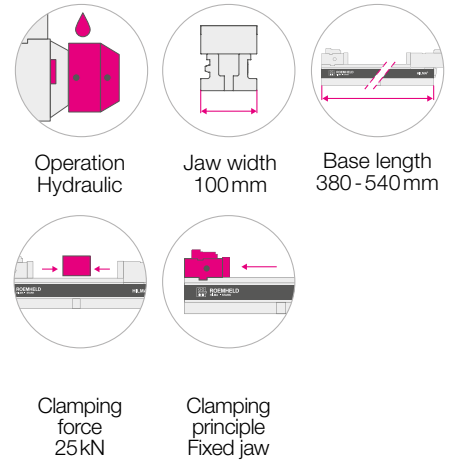 Operation
Hydraulic
Jaw width
100 mm
Base length
380 - 540 mm
ROEMHELD
Clamping
force
25 kN
ROEMHELD
Clamping
principle
Fixed jaw